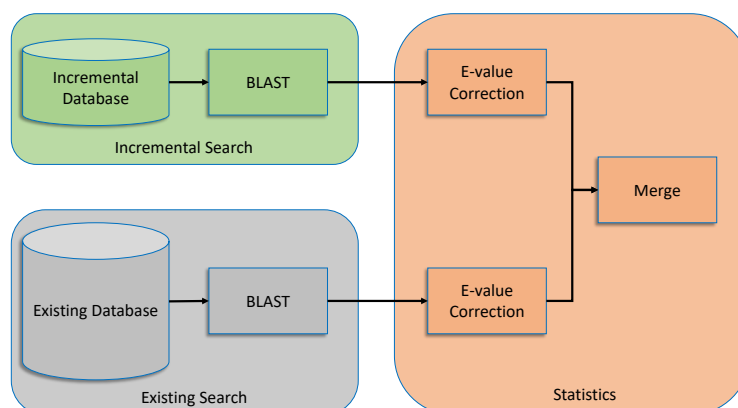 Incremental
Database
BLAST
Incremental Search
E-value
Correction
Merge
Existing Database
BLAST
Existing Search
E-value
Correction
Statistics